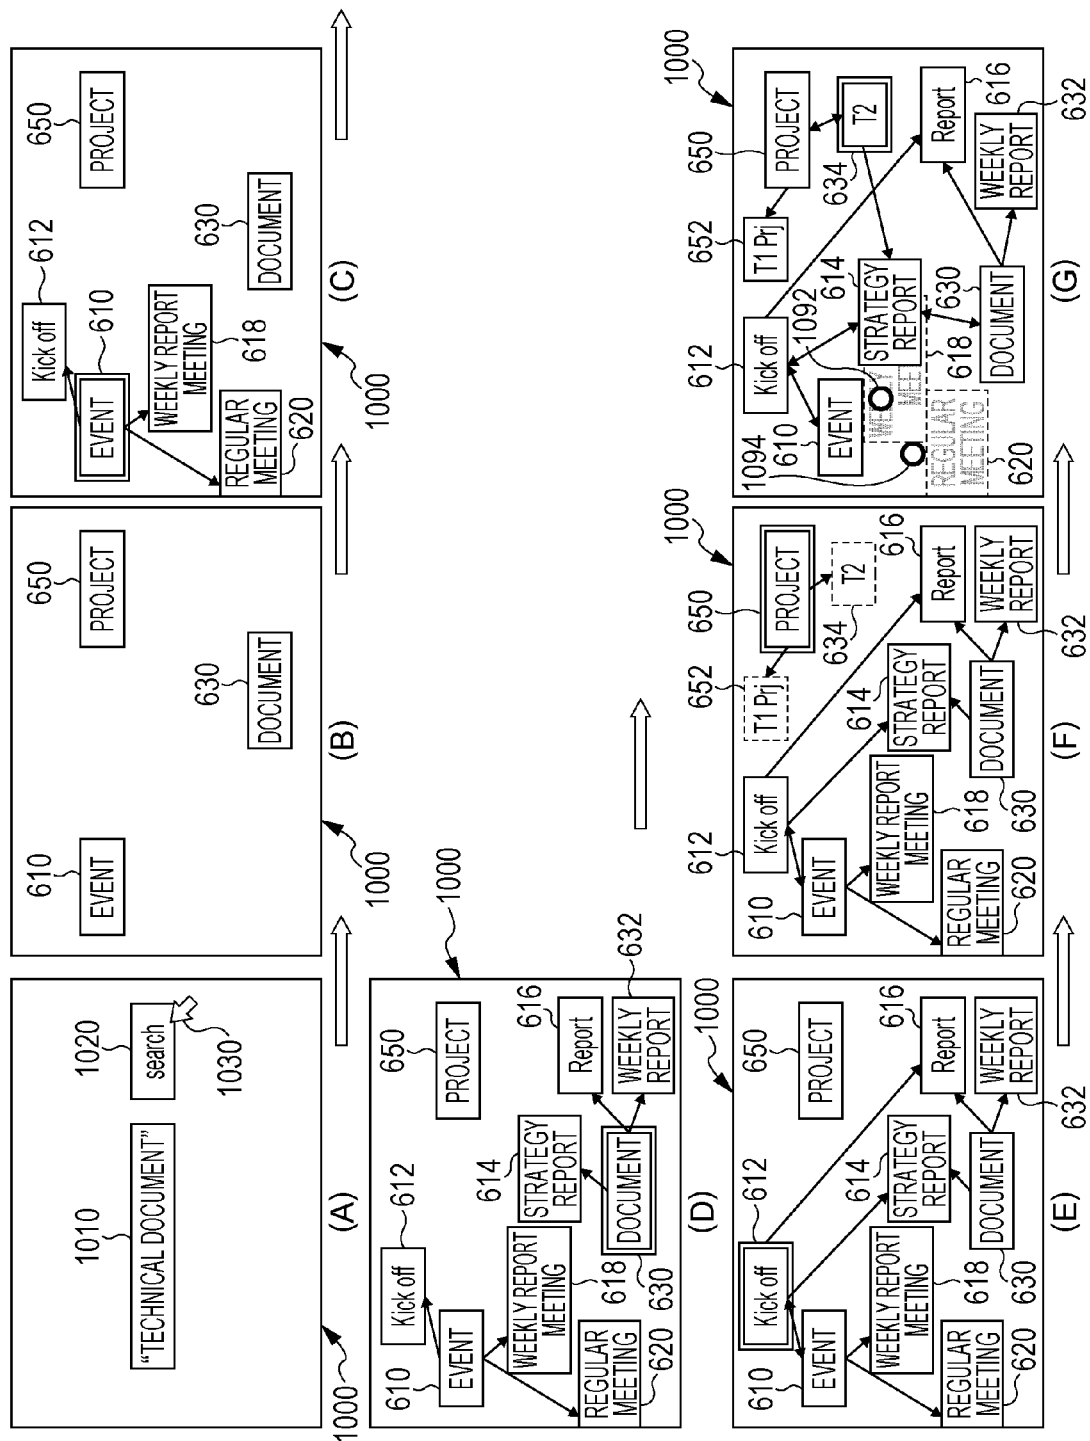 1010
"TECHNICAL DOCUMENT"
1020
search
1030
1000
(A)
610
EVENT
650
PROJECT
630
DOCUMENT
1000
(B)
612
Kick off
650
PROJECT
EVENT
610
WEEKLY REPORT
MEETING
618
630
DOCUMENT
REGULAR
MEETING
620
1000
(C)
1000
612
Kick off
650
PROJECT
610
EVENT
614
STRATEGY
REPORT
616
Report
WEEKLY REPORT
MEETING
618
DOCUMENT
630
WEEKLY
REPORT
632
REGULAR
MEETING
620
(D)
1000
612
Kick off
650
PROJECT
610
EVENT
614
STRATEGY
REPORT
616
Report
WEEKLY REPORT
MEETING
618
DOCUMENT
630
WEEKLY
REPORT
632
REGULAR
MEETING
620
(E)
1000
612
Kick off
652
T1 Prj
650
PROJECT
T2
634
610
EVENT
614
STRATEGY
REPORT
616
Report
WEEKLY REPORT
MEETING
618
DOCUMENT
630
WEEKLY
REPORT
632
REGULAR
MEETING
620
(F)
1000
612
Kick off
652
T1 Prj
650
PROJECT
T2
634
EVENT
610
1092
614
STRATEGY
REPORT
Report
616
1094
WEEKLY
MEE
618
630
DOCUMENT
WEEKLY
REPORT
632
REGULAR
MEETING
620
(G)